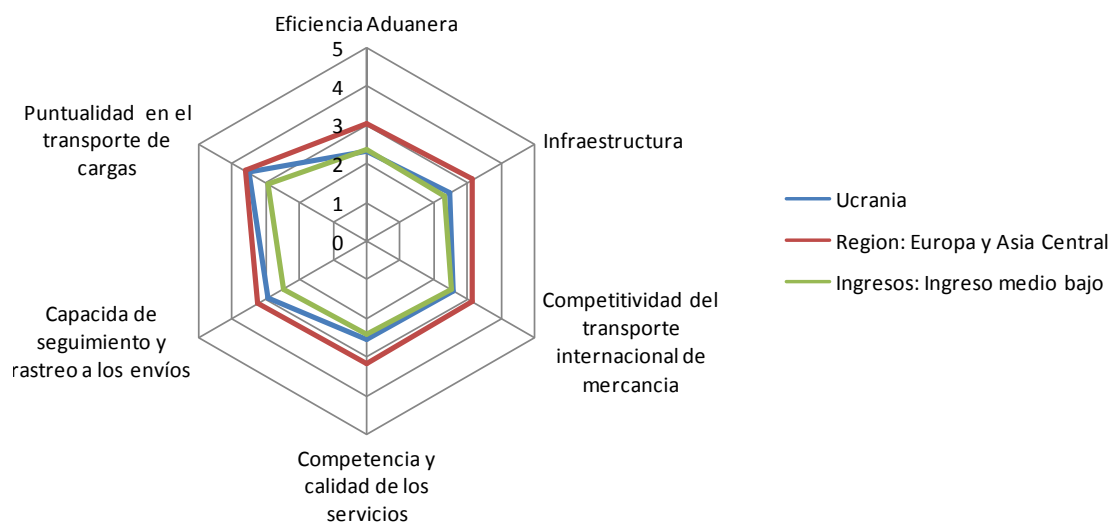 Eficiencia Aduanera
5
4
3
2
1
0
Infraestructura
Competitividad del
transporte
internacional de
mercancia
Competencia y
calidad de los
servicios
Capacida de
seguimiento y
rastreo a los envíos
Puntualidad en el
transporte de
cargas
Ucrania
Region: Europa y Asia Central
Ingresos: Ingreso medio bajo